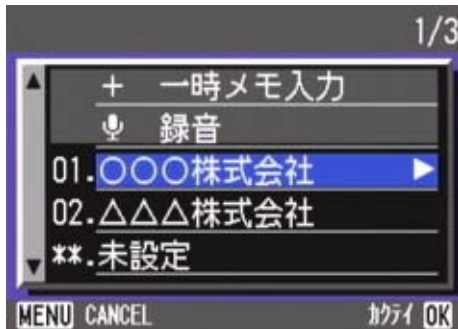 1/3
+ 一時メモ入力
録音
01.○○○株式会社
02.△△△株式会社
**.未設定
MENU CANCEL ｶｸﾃｲ OK